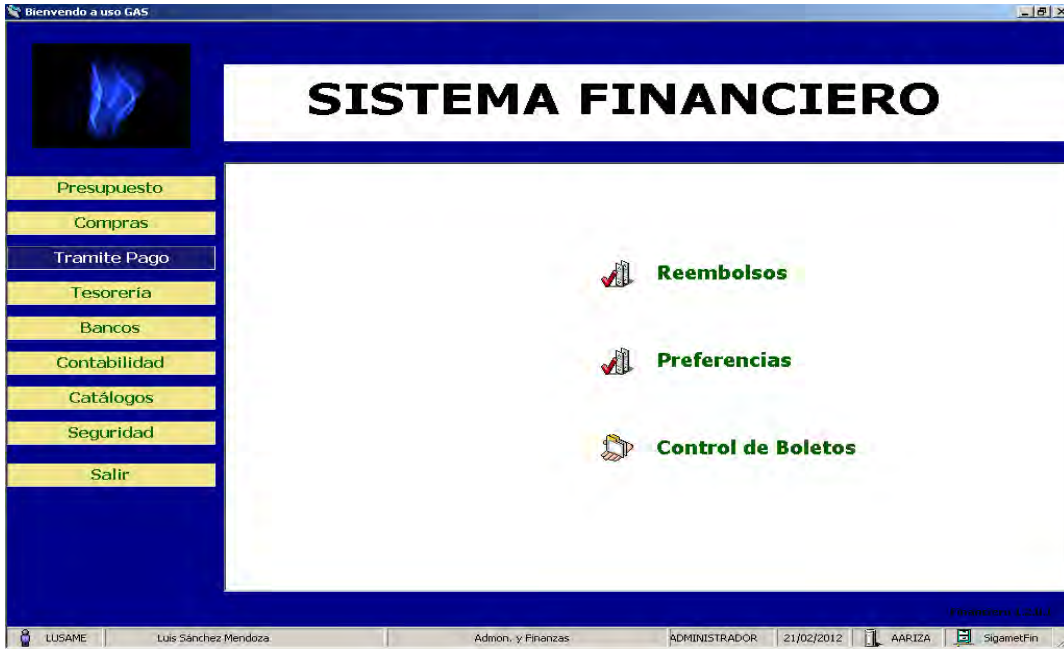 Bienvendo a uso GAS
SISTEMA FINANCIERO
Presupuesto
Compras
Tramite Pago
Tesorería
Bancos
Contabilidad
Catálogos
Seguridad
Salir
Reembolsos
Preferencias
Control de Boletos
LUSAME Luis Sánchez Mendoza Admon. y Finanzas ADMINISTRADOR 21/02/2012 AARIZA SigametFin